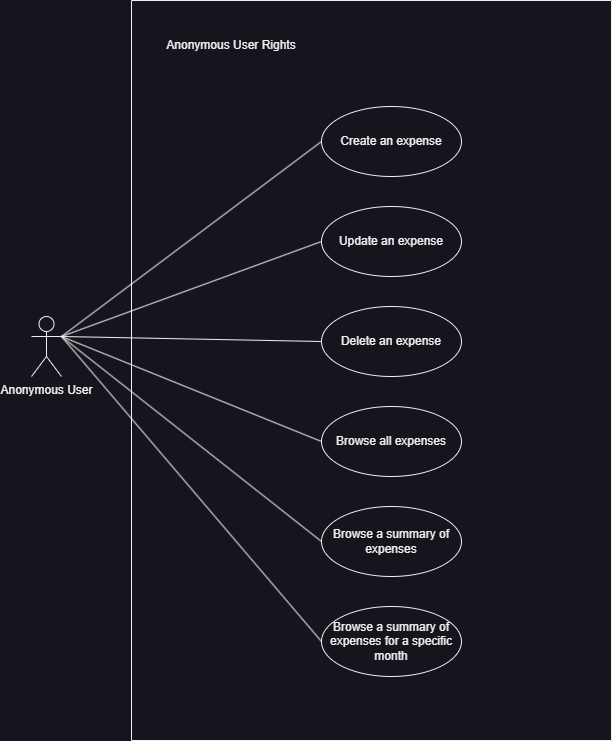 Anonymous User Rights
Create an expense
Update an expense
Delete an expense
Anonymous User
Browse all expenses
Browse a summary of
expenses
Browse a summary of
expenses for a specific
month